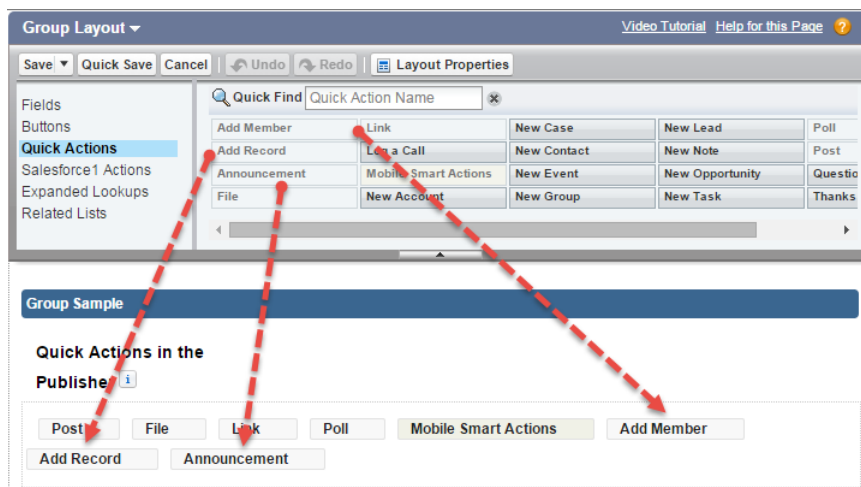 Group Layout
Video Tutorial Help for this Page ?
Save Quick Save Cancel Undo Redo Layout Properties
Fields
Buttons
Quick Actions
Salesforce1 Actions
Expanded Lookups
Related Lists
Quick Find Quick Action Name
Add Member Link New Case New Lead Poll
Add Record Log a Call New Contact New Note Post
Announcement Mobile Smart Actions New Event New Opportunity Questio
File New Account New Group New Task Thanks
Group Sample
Quick Actions in the
Publisher i
Post File Link Poll Mobile Smart Actions Add Member
Add Record Announcement